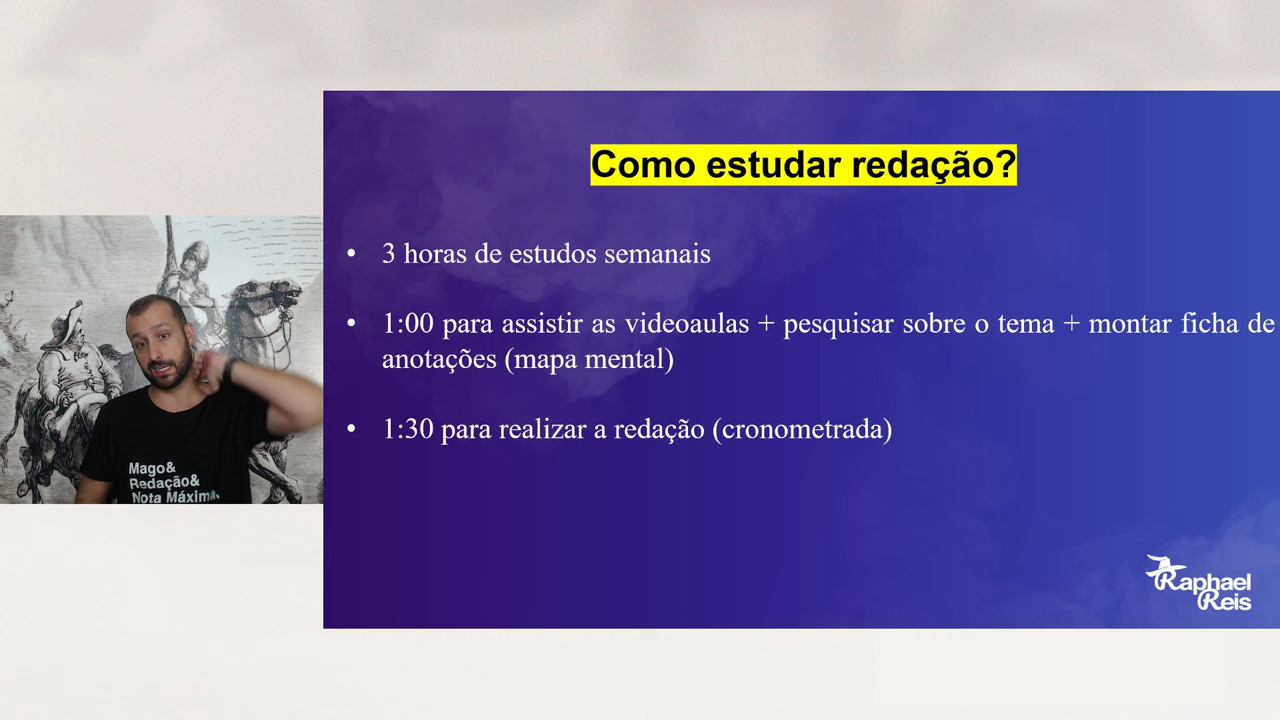 Como estudar redação?
• 3 horas de estudos semanais
• 1:00 para assistir as videoaulas + pesquisar sobre o tema + montar ficha de
anotações (mapa mental)
• 1:30 para realizar a redação (cronometrada)
Mago&
Redação&
Nota Máxima.
Raphael
Reis